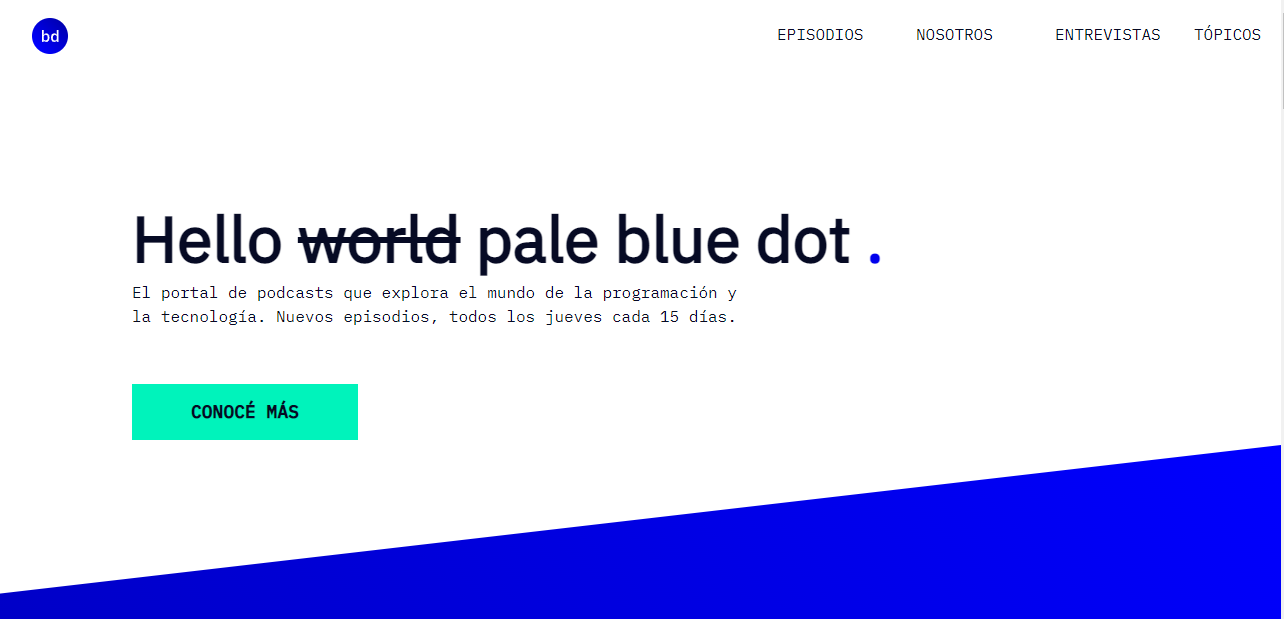 bd
EPISODIOS NOSOTROS ENTREVISTAS TÓPICOS
Hello world pale blue dot .
El portal de podcasts que explora el mundo de la programación y
la tecnología. Nuevos episodios, todos los jueves cada 15 días.
CONOCÉ MÁS